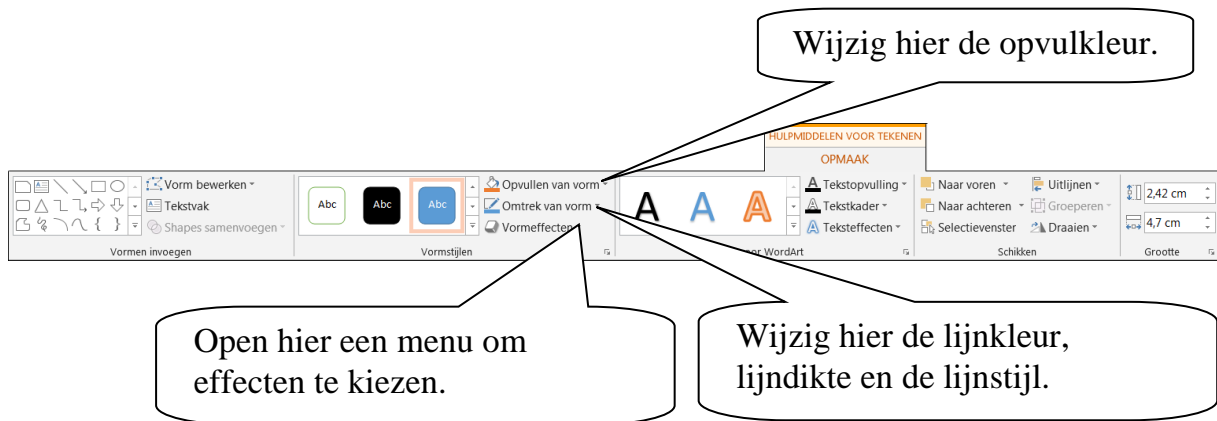 Wijzig hier de opvulkleur.
HULPMIDDELEN VOOR TEKENEN
OPMAAK
Vorm bewerken
Tekstvak
Shapes samenvoegen
Vormen invoegen
Abc Abc Abc
Opvullen van vorm
Omtrek van vorm
Vormeffecten
Vormstijlen
A A A
Tekstopvulling
Tekstkader
Teksteffecten
WordArt
Naar voren
Naar achteren
Selectievenster
Uitlijnen
Groeperen
Draaien
Schikken
2,42 cm
4,7 cm
Grootte
Open hier een menu om
effecten te kiezen.
Wijzig hier de lijnkleur,
lijndikte en de lijnstijl.